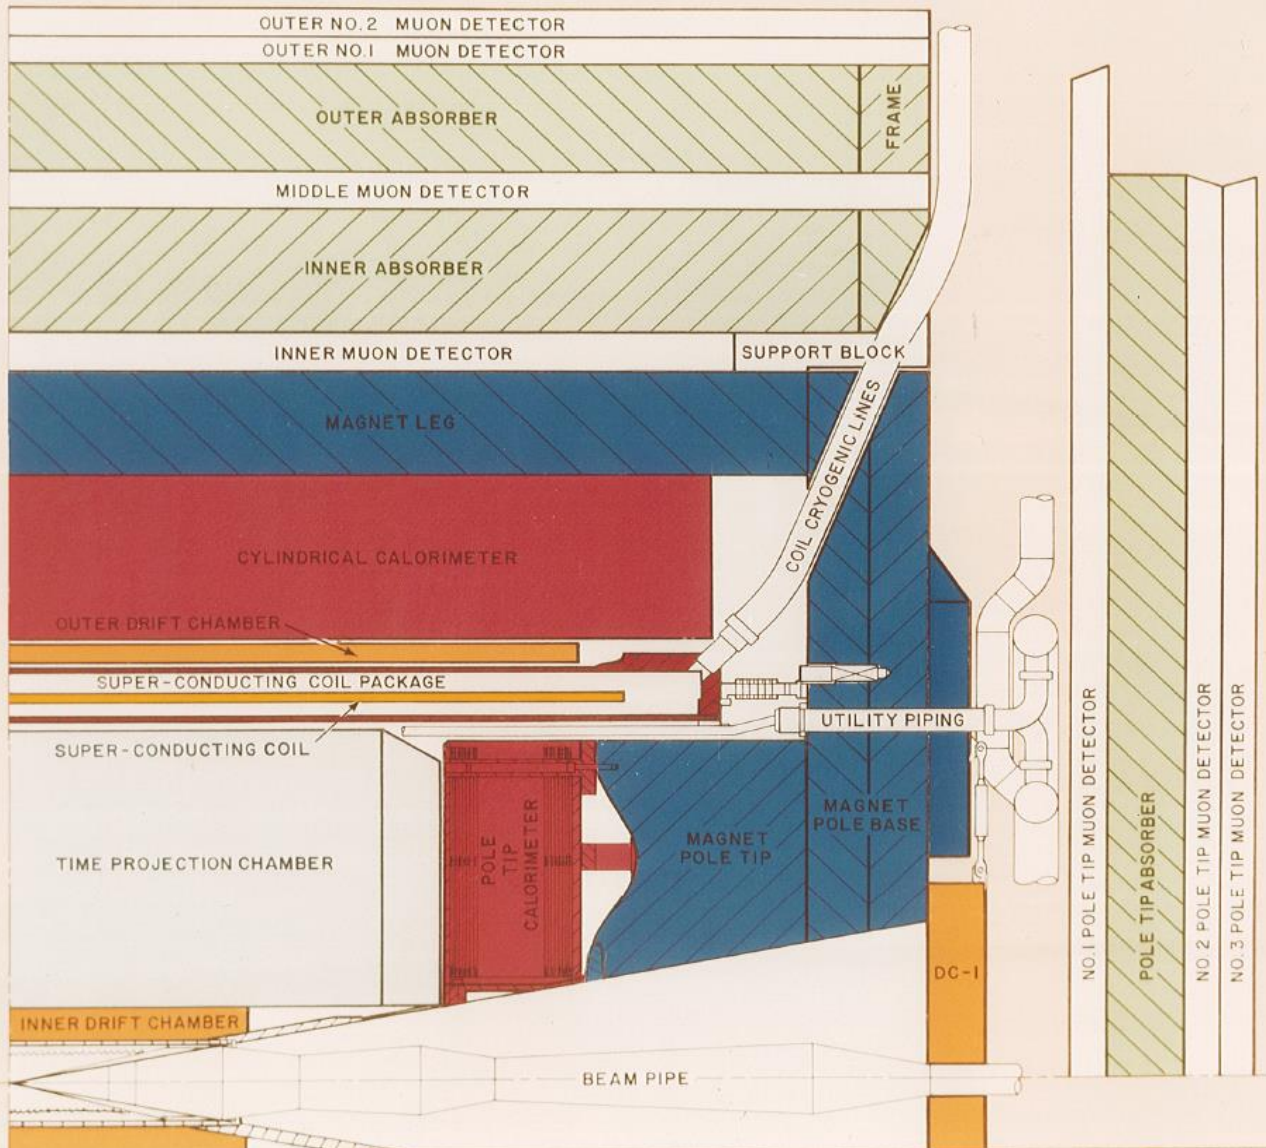 OUTER NO.2 MUON DETECTOR
OUTER NO.1 MUON DETECTOR
OUTER ABSORBER
FRAME
MIDDLE MUON DETECTOR
INNER ABSORBER
INNER MUON DETECTOR
SUPPORT BLOCK
MAGNET LEG
COIL CRYOGENIC LINES
CYLINDRICAL CALORIMETER
OUTER DRIFT CHAMBER
SUPER-CONDUCTING COIL PACKAGE
SUPER-CONDUCTING COIL
UTILITY PIPING
TIME PROJECTION CHAMBER
POLE
TIP
CALORIMETER
MAGNET
POLE TIP
MAGNET
POLE BASE
NO.1 POLE TIP MUON DETECTOR
POLE TIP ABSORBER
NO.2 POLE TIP MUON DETECTOR
NO.3 POLE TIP MUON DETECTOR
DC-1
INNER DRIFT CHAMBER
BEAM PIPE